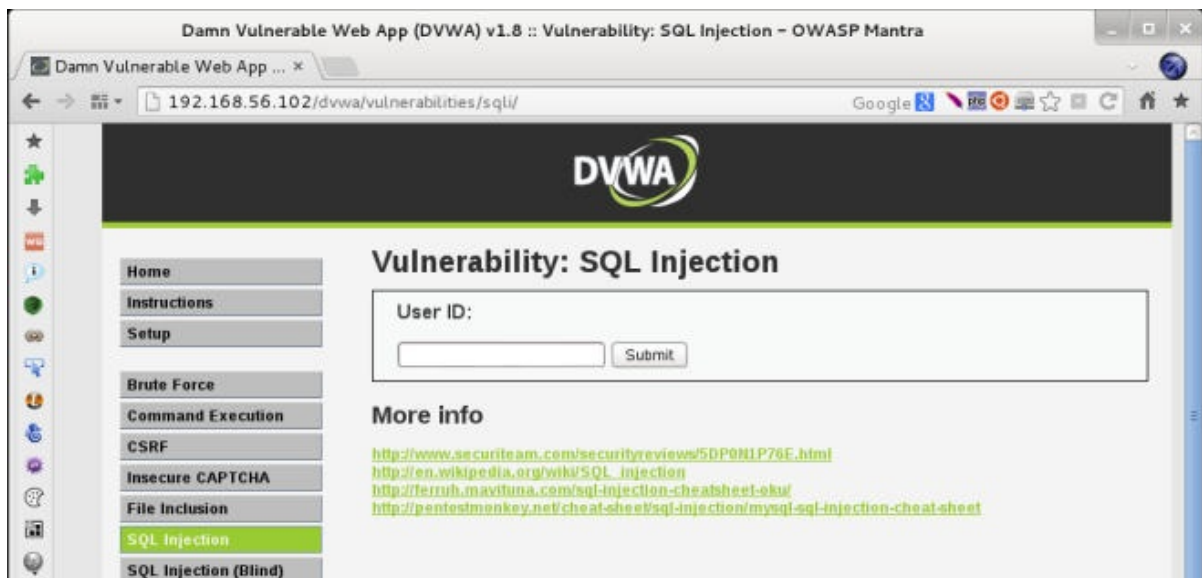 Damn Vulnerable Web App (DVWA) v1.8 :: Vulnerability: SQL Injection - OWASP Mantra
Damn Vulnerable Web App ... ×
192.168.56.102/dvwa/vulnerabilities/sqli/
Google
DVWA
Home
Instructions
Setup
Brute Force
Command Execution
CSRF
Insecure CAPTCHA
File Inclusion
SQL Injection
SQL Injection (Blind)
Vulnerability: SQL Injection
User ID:
Submit
More info
http://www.securiteam.com/securityreviews/5DP0N1P76E.html
http://en.wikipedia.org/wiki/SQL_injection
http://ferruh.mavituna.com/sql-injection-cheatsheet-oku/
http://pentestmonkey.net/cheat-sheet/sql-injection/mysql-sql-injection-cheat-sheet